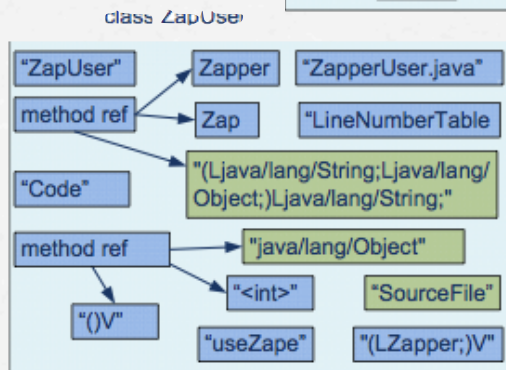 class ZapUser
"ZapUser"
Zapper
"ZapperUser.java"
method ref
Zap
"LineNumberTable
"(Ljava/lang/String;Ljava/lang/
Object;)Ljava/lang/String;"
"Code"
method ref
"java/lang/Object"
"<int>"
"SourceFile"
"()V"
"useZape"
"(LZapper;)V"